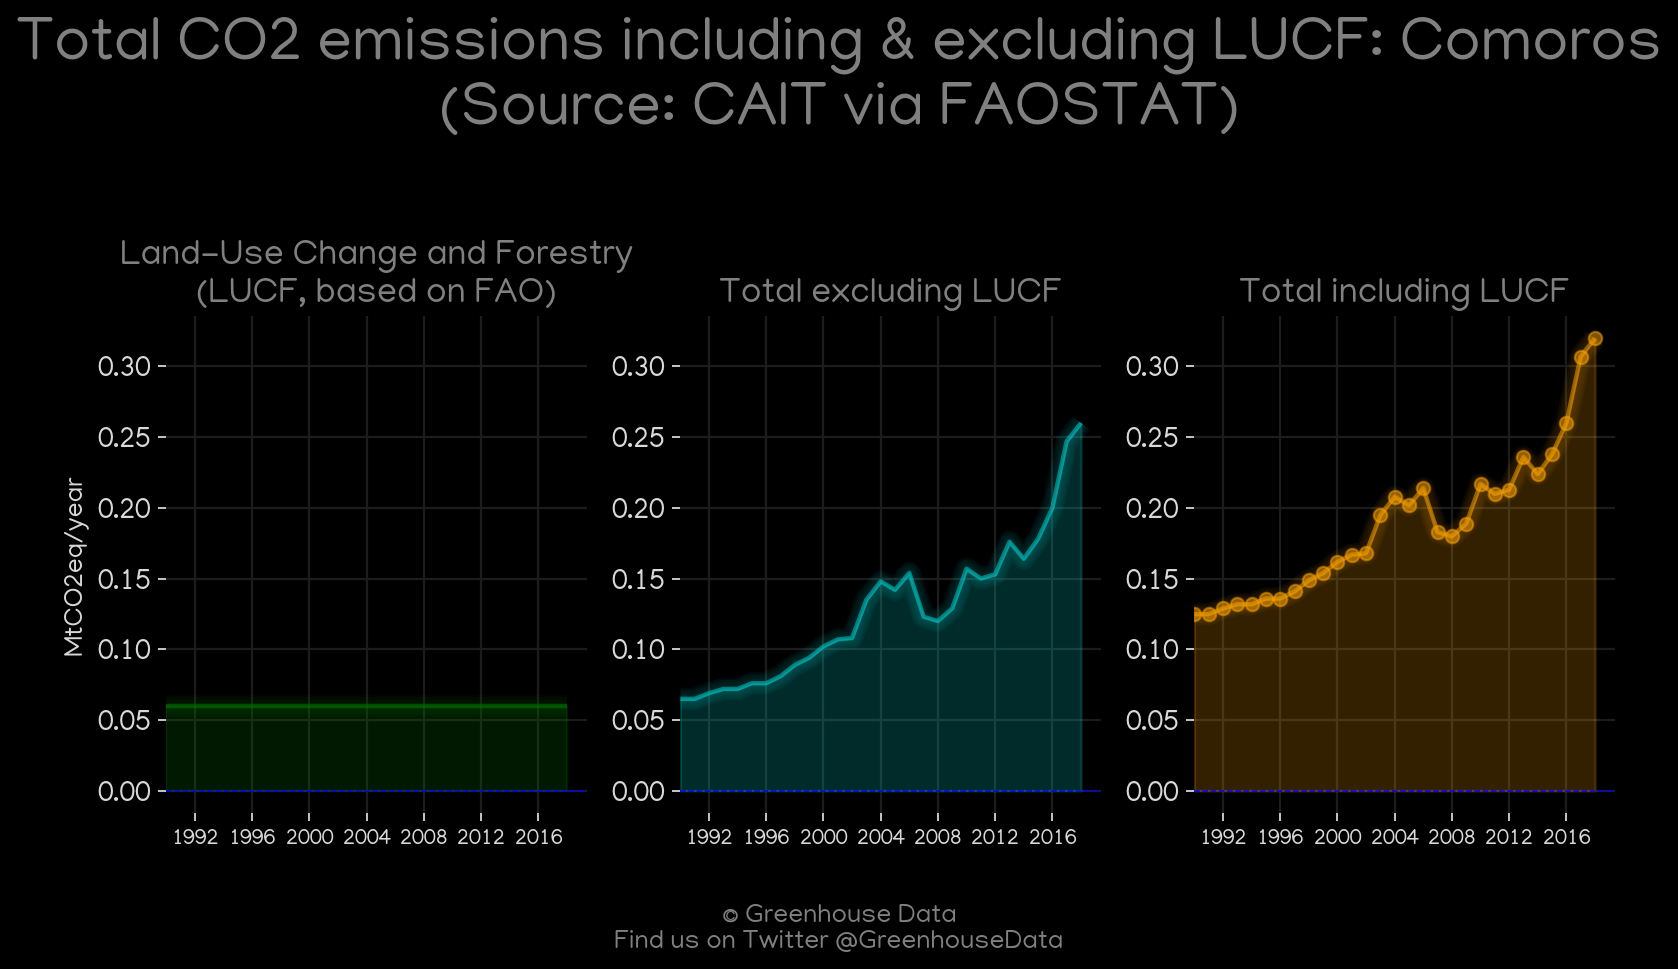 Total CO2 emissions including & excluding LUCF: Comoros
(Source: CAIT via FAOSTAT)
Land-Use Change and Forestry
(LUCF, based on FAO)
Total excluding LUCF
Total including LUCF
MtCO2eq/year
0.30
0.25
0.20
0.15
0.10
0.05
0.00
1992 1996 2000 2004 2008 2012 2016
0.30
0.25
0.20
0.15
0.10
0.05
0.00
1992 1996 2000 2004 2008 2012 2016
0.30
0.25
0.20
0.15
0.10
0.05
0.00
1992 1996 2000 2004 2008 2012 2016
© Greenhouse Data
Find us on Twitter @GreenhouseData